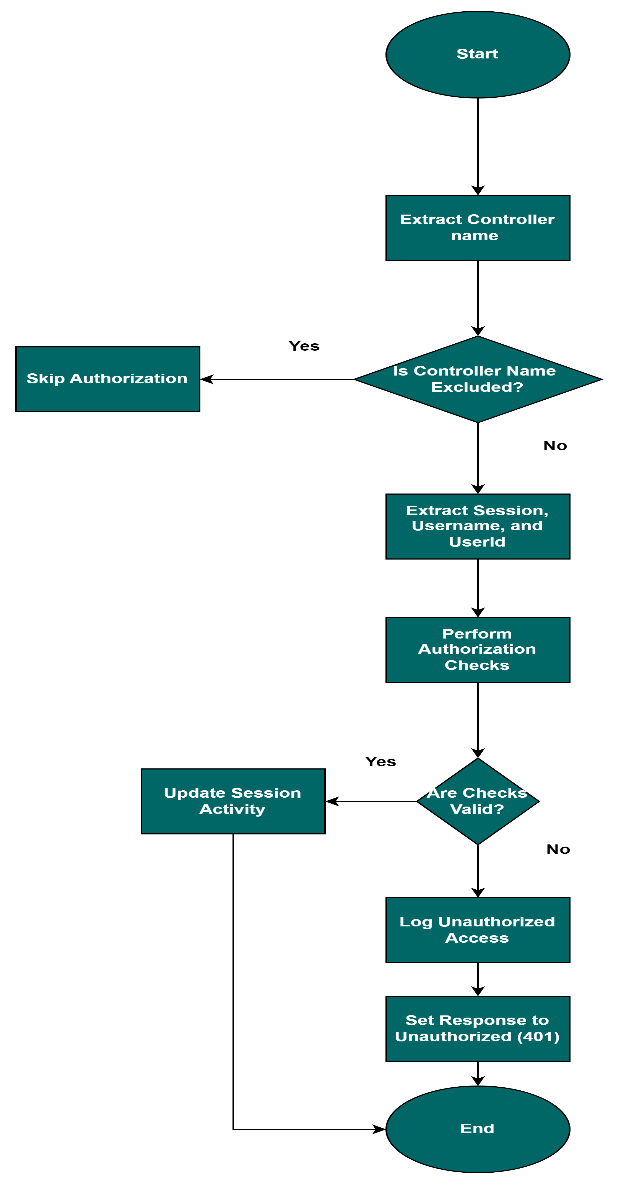 Start
Extract Controller
name
Yes
Is Controller Name
Excluded?
Skip Authorization
No
Extract Session,
Username, and
UserId
Perform
Authorization
Checks
Yes
Are Checks
Valid?
Update Session
Activity
No
Log Unauthorized
Access
Set Response to
Unauthorized (401)
End